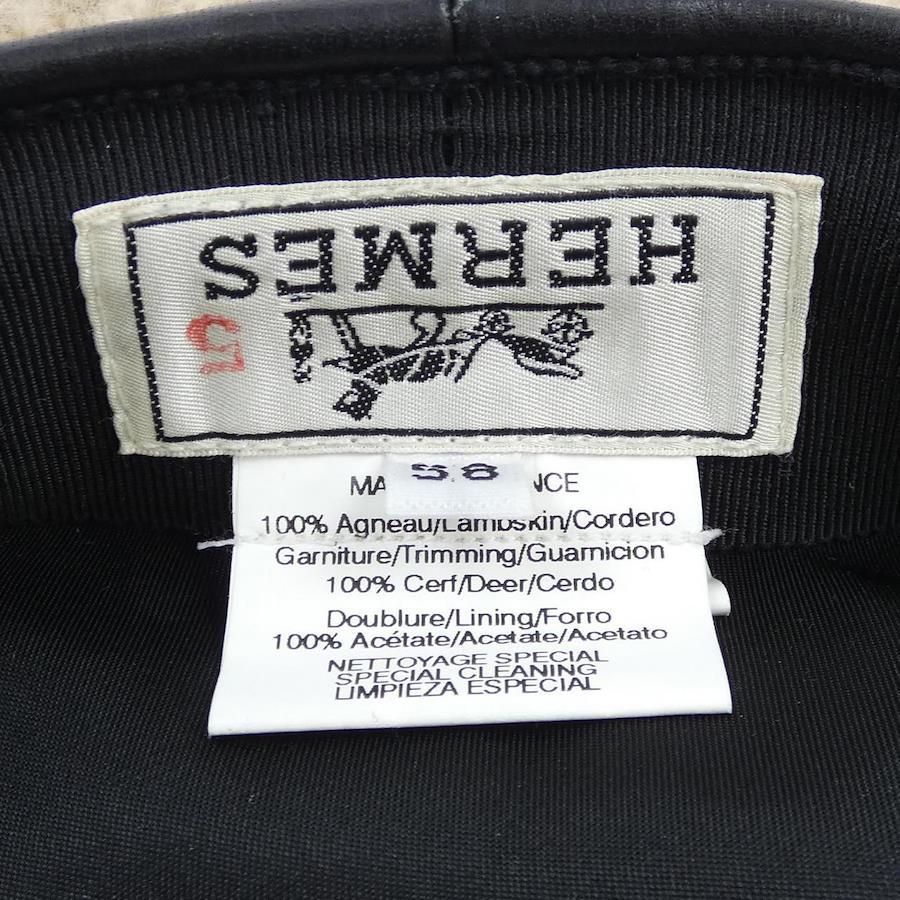 HERMES
58
MA NCE
100% Agneau/Lambskin/Cordero
Garniture/Trimming/Guarnicion
100% Cerf/Deer/Cerdo
Doublure/Lining/Forro
100% Acétate/Acetate/Acetato
NETTOYAGE SPECIAL
SPECIAL CLEANING
LIMPIEZA ESPECIAL